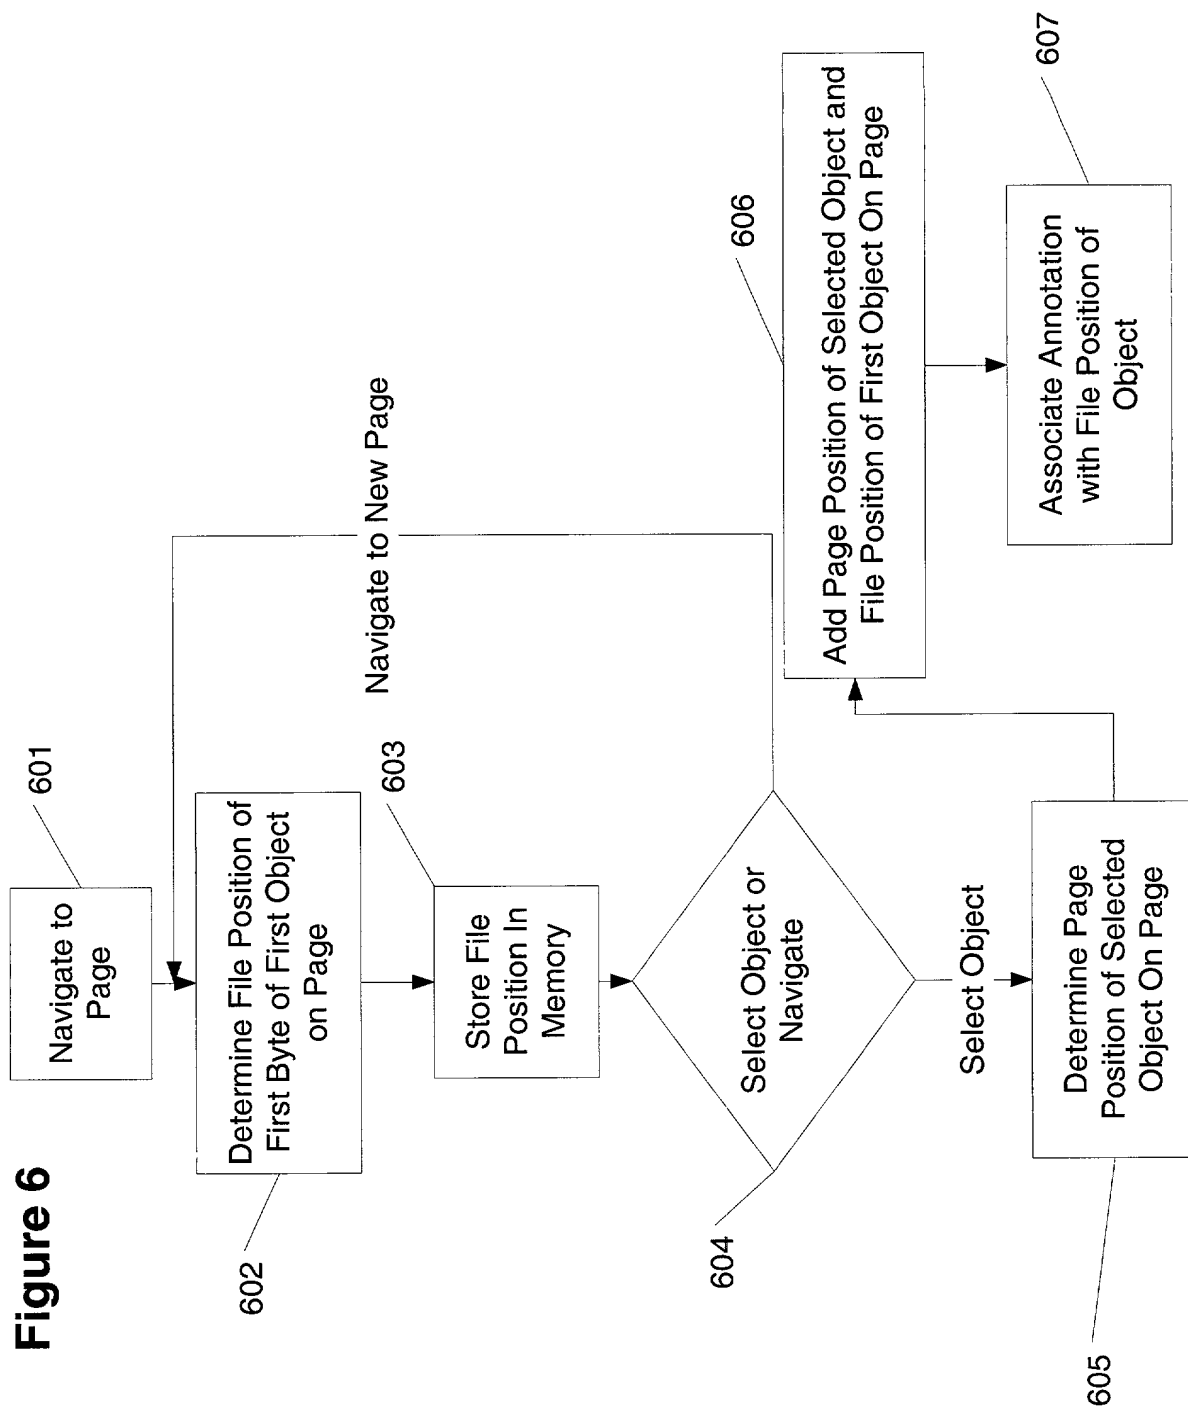 Figure 6
601
Navigate to
Page
602
Determine File Position of
First Byte of First Object
on Page
603
Store File
Position In
Memory
604
Select Object or
Navigate
Navigate to New Page
Select Object
605
Determine Page
Position of Selected
Object On Page
606
Add Page Position of Selected Object and
File Position of First Object On Page
607
Associate Annotation
with File Position of
Object